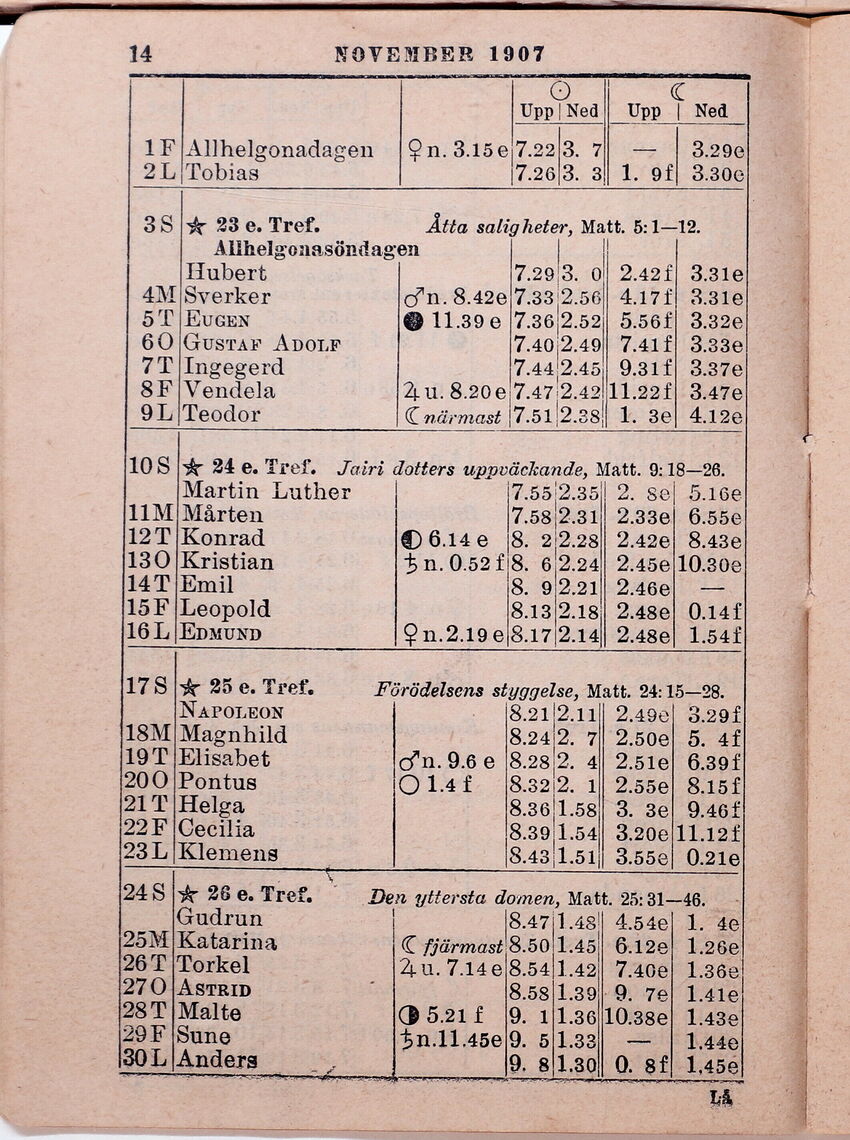 14 NOVEMBER 1907
☉ ☾
Upp Ned Upp Ned
1 F Allhelgonadagen ♀ n. 3.15 e 7.22 3. 7 — 3.29e
2 L Tobias 7.26 3. 3 1. 9f 3.30e
3 S ★ 23 e. Tref. Åtta saligheter, Matt. 5:1—12.
Allhelgonasöndagen
Hubert 7.29 3. 0 2.42f 3.31e
4M Sverker ♂n. 8.42e 7.33 2.56 4.17f 3.31e
5 T EUGEN ● 11.39 e 7.36 2.52 5.56f 3.32e
6 O GUSTAF ADOLF 7.40 2.49 7.41f 3.33e
7 T Ingegerd 7.44 2.45 9.31f 3.37e
8 F Vendela ♃ u. 8.20e 7.47 2.42 11.22f 3.47e
9 L Teodor ☾ närmast 7.51 2.38 1. 3e 4.12e
10 S ★ 24 e. Tref. Jairi dotters uppväckande, Matt. 9:18—26.
Martin Luther 7.55 2.35 2. 8e 5.16e
11M Mårten 7.58 2.31 2.33e 6.55e
12 T Konrad ◐ 6.14 e 8. 2 2.28 2.42e 8.43e
13 O Kristian ♄ n. 0.52 f 8. 6 2.24 2.45e 10.30e
14 T Emil 8. 9 2.21 2.46e —
15 F Leopold 8.13 2.18 2.48e 0.14f
16 L EDMUND ♀ n.2.19 e 8.17 2.14 2.48e 1.54f
17 S ★ 25 e. Tref. Förödelsens styggelse, Matt. 24:15—28.
NAPOLEON 8.21 2.11 2.49e 3.29f
18M Magnhild 8.24 2. 7 2.50e 5. 4f
19 T Elisabet ♂n. 9.6 e 8.28 2. 4 2.51e 6.39f
20 O Pontus ○ 1.4 f 8.32 2. 1 2.55e 8.15f
21 T Helga 8.36 1.58 3. 3e 9.46f
22 F Cecilia 8.39 1.54 3.20e 11.12f
23 L Klemens 8.43 1.51 3.55e 0.21e
24 S ★ 26 e. Tref. Den yttersta domen, Matt. 25:31—46.
Gudrun 8.47 1.48 4.54e 1. 4e
25M Katarina ☾ fjärmast 8.50 1.45 6.12e 1.26e
26 T Torkel ♃ u. 7.14 e 8.54 1.42 7.40e 1.36e
27 O ASTRID 8.58 1.39 9. 7e 1.41e
28 T Malte ◑ 5.21 f 9. 1 1.36 10.38e 1.43e
29 F Sune ♄n.11.45e 9. 5 1.33 — 1.44e
30 L Anders 9. 8 1.30 0. 8f 1,45e
Lå